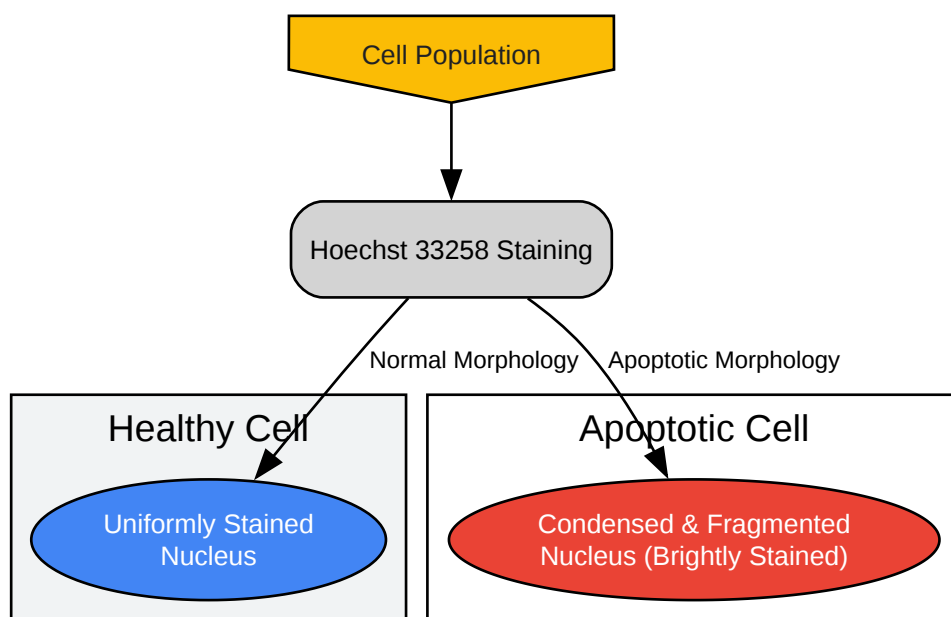 Cell Population
Hoechst 33258 Staining
Normal Morphology
Apoptotic Morphology
Healthy Cell
Apoptotic Cell
Uniformly Stained
Nucleus
Condensed & Fragmented
Nucleus (Brightly Stained)